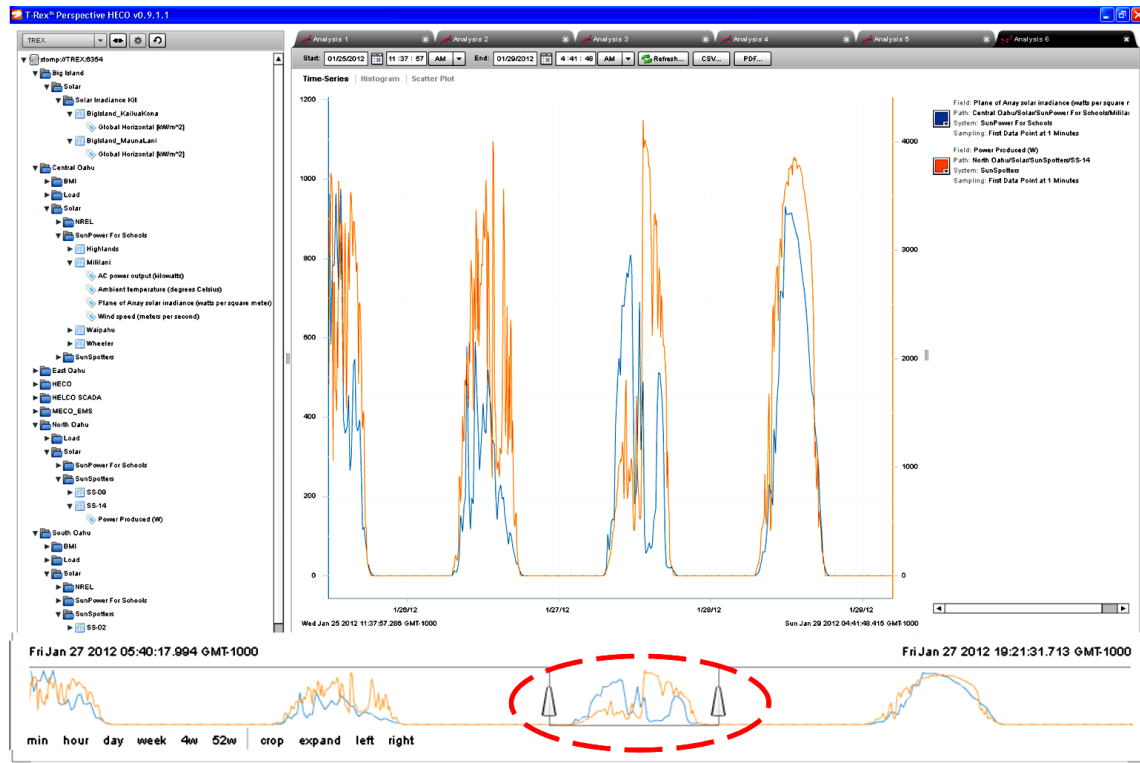 T-Rex™ Perspective HECO v0.9.1.1
TREX
stomp://TREX:6354
Big Island
Solar
Solar Irradiance Kit
BigIsland_KailuaKona
Global Horizontal [kW/m^2]
BigIsland_MaunaLani
Global Horizontal [kW/m^2]
Central Oahu
BMI
Load
Solar
NREL
SunPower For Schools
Highlands
Mililani
AC power output (kilowatts)
Ambient temperature (degrees Celsius)
Plane of Array solar irradiance (watts per square meter)
Wind speed (meters per second)
Waipahu
Wheeler
SunSpotters
East Oahu
HECO
HELCO SCADA
MECO_EMS
North Oahu
Load
Solar
SunPower For Schools
SunSpotters
SS-09
SS-14
Power Produced (W)
South Oahu
BMI
Load
Solar
NREL
SunPower For Schools
SunSpotters
SS-02
Analysis 1 Analysis 2 Analysis 3 Analysis 4 Analysis 5 Analysis 6
Start: 01/25/2012 11 : 37 : 57 AM End: 01/29/2012 4 : 41 : 48 AM Refresh... CSV... PDF...
Time-Series | Histogram | Scatter Plot
1200
1000
800
600
400
200
0
4000
3000
2000
1000
0
1/26/12 1/27/12 1/28/12 1/29/12
Wed Jan 25 2012 11:37:57.286 GMT-1000 Sun Jan 29 2012 04:41:48.415 GMT-1000
Field: Plane of Array solar irradiance (watts per square r
Path: Central Oahu/Solar/SunPower For Schools/Mililai
System: SunPower For Schools
Sampling: First Data Point at 1 Minutes
Field: Power Produced (W)
Path: North Oahu/Solar/SunSpotters/SS-14
System: SunSpotters
Sampling: First Data Point at 1 Minutes
Fri Jan 27 2012 05:40:17.994 GMT-1000 Fri Jan 27 2012 19:21:31.713 GMT-1000
min hour day week 4w 52w crop expand left right